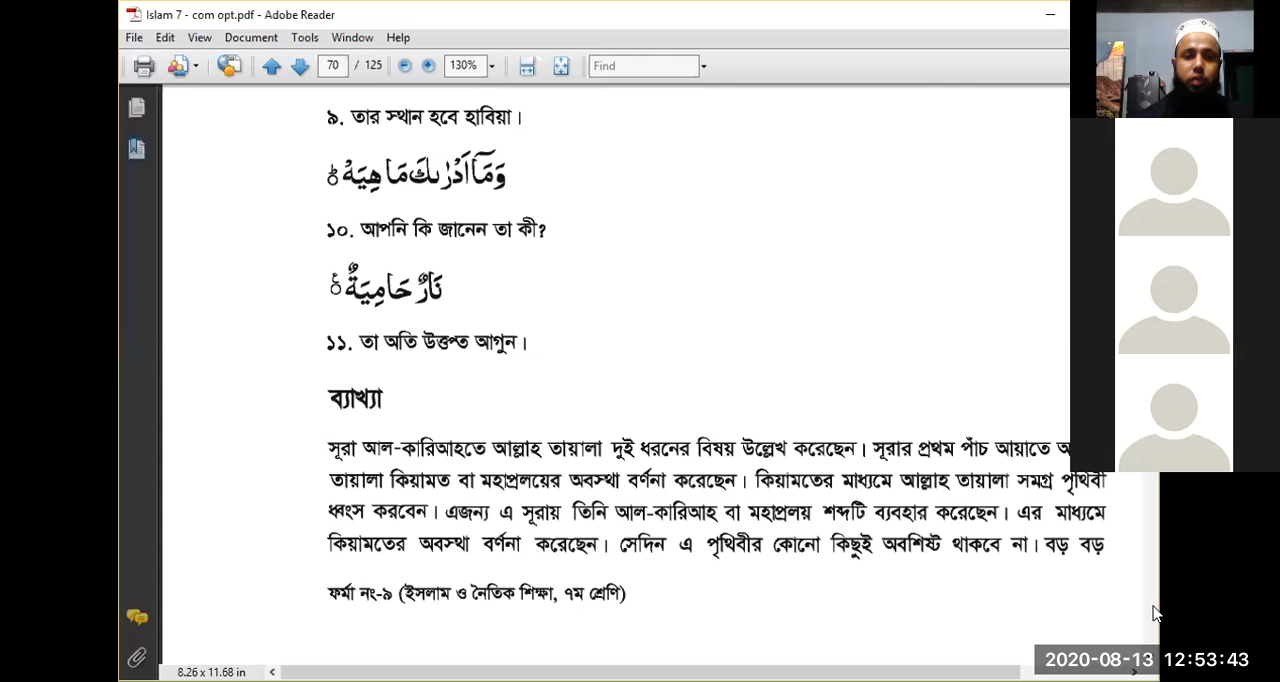 Islam 7 - com opt.pdf - Adobe Reader
File Edit View Document Tools Window Help
70 / 125 130% Find
৯. তার স্থান হবে হাবিয়া।
وَمَآ اَدْرٰىكَ مَا هِيَهْ ؕ
১০. আপনি কি জানেন তা কী?
نَارٌ حَامِيَةٌ
১১. তা অতি উত্তপ্ত আগুন।
ব্যাখ্যা
সূরা আল-কারিআহতে আল্লাহ তায়ালা দুই ধরনের বিষয় উল্লেখ করেছেন। সূরার প্রথম পাঁচ আয়াতে
তায়ালা কিয়ামত বা মহাপ্রলয়ের অবস্থা বর্ণনা করেছেন। কিয়ামতের মাধ্যমে আল্লাহ তায়ালা সমগ্র পৃথিবী
ধ্বংস করবেন। এজন্য এ সূরায় তিনি আল-কারিআহ বা মহাপ্রলয় শব্দটি ব্যবহার করেছেন। এর মাধ্যমে
কিয়ামতের অবস্থা বর্ণনা করেছেন। সেদিন এ পৃথিবীর কোনো কিছুই অবশিষ্ট থাকবে না। বড় বড়
ফর্মা নং-৯ (ইসলাম ও নৈতিক শিক্ষা, ৭ম শ্রেণি)
8.26 x 11.68 in
2020-08-13 12:53:43